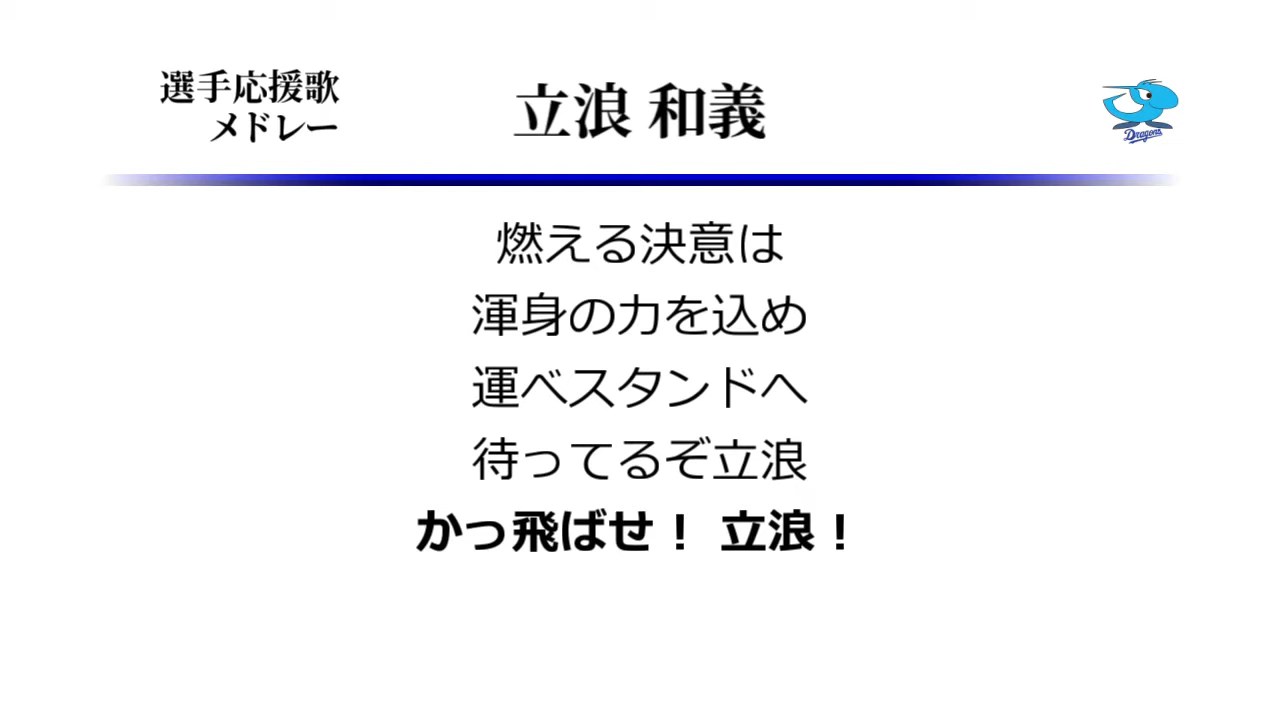 選手応援歌
メドレー
立浪 和義
Dragons
燃える決意は
渾身の力を込め
運べスタンドへ
待ってるぞ立浪
かっ飛ばせ！ 立浪！